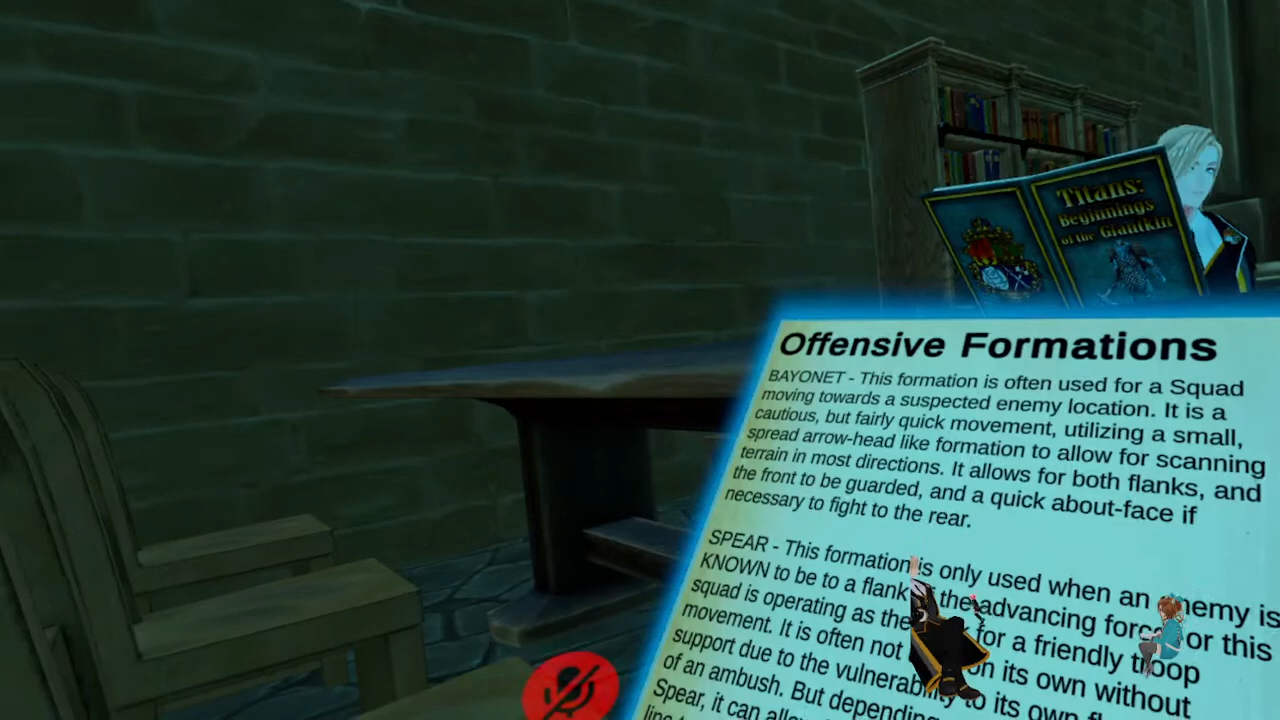 Titans:
Beginnings
of the Giantkin
Offensive Formations
BAYONET - This formation is often used for a Squad
moving towards a suspected enemy location. It is a
cautious, but fairly quick movement, utilizing a small,
spread arrow-head like formation to allow for scanning
terrain in most directions. It allows for both flanks, and
the front to be guarded, and a quick about-face if
necessary to fight to the rear.
SPEAR - This formation is only used when an enemy is
KNOWN to be to a flank the advancing force or this
squad is operating as the for a friendly troop
movement. It is often not on its own without
support due to the vulnerability to its own
of an ambush. But depending
Spear, it can